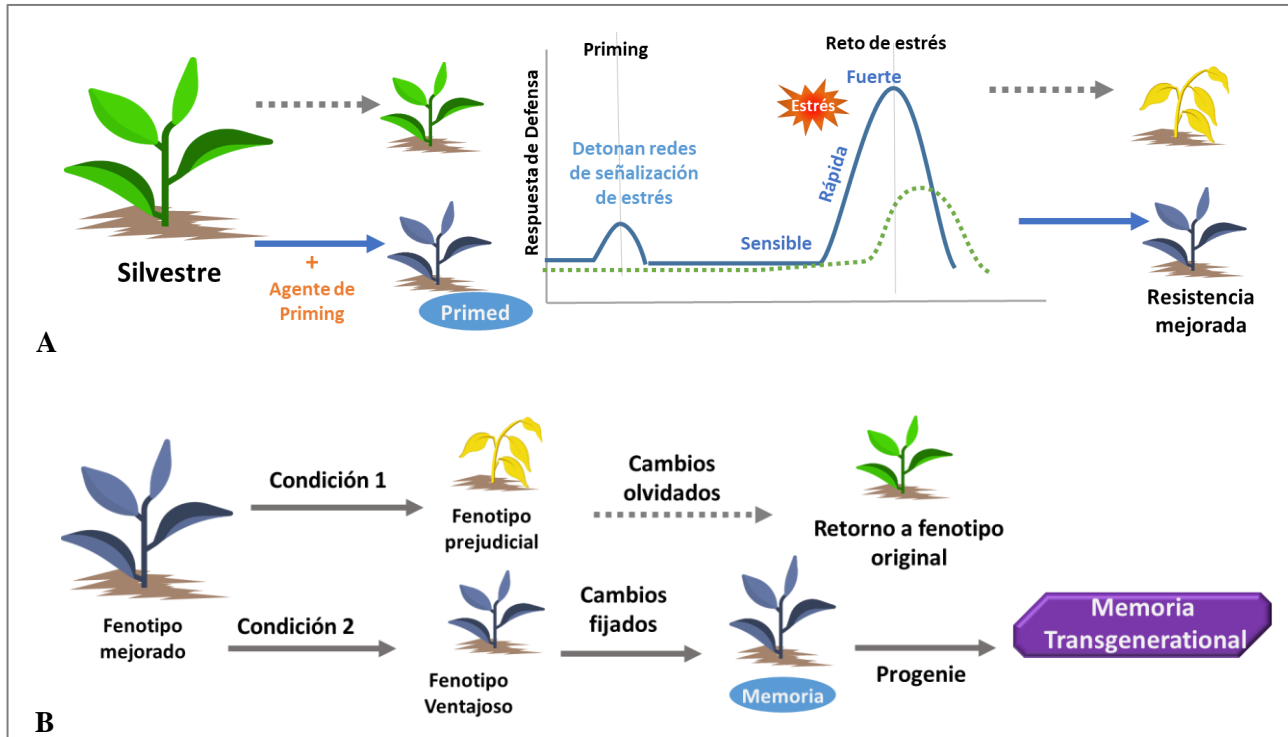 Silvestre
+
Agente de
Priming
Primed
Respuesta de Defensa
Priming
Detonan redes
de señalización
de estrés
Sensible
Rápida
Estrés
Reto de estrés
Fuerte
Resistencia
mejorada
A
Fenotipo
mejorado
Condición 1
Fenotipo
prejudicial
Cambios
olvidados
Retorno a fenotipo
original
Condición 2
Fenotipo
Ventajoso
Cambios
fijados
Memoria
Progenie
Memoria
Transgenerational
B